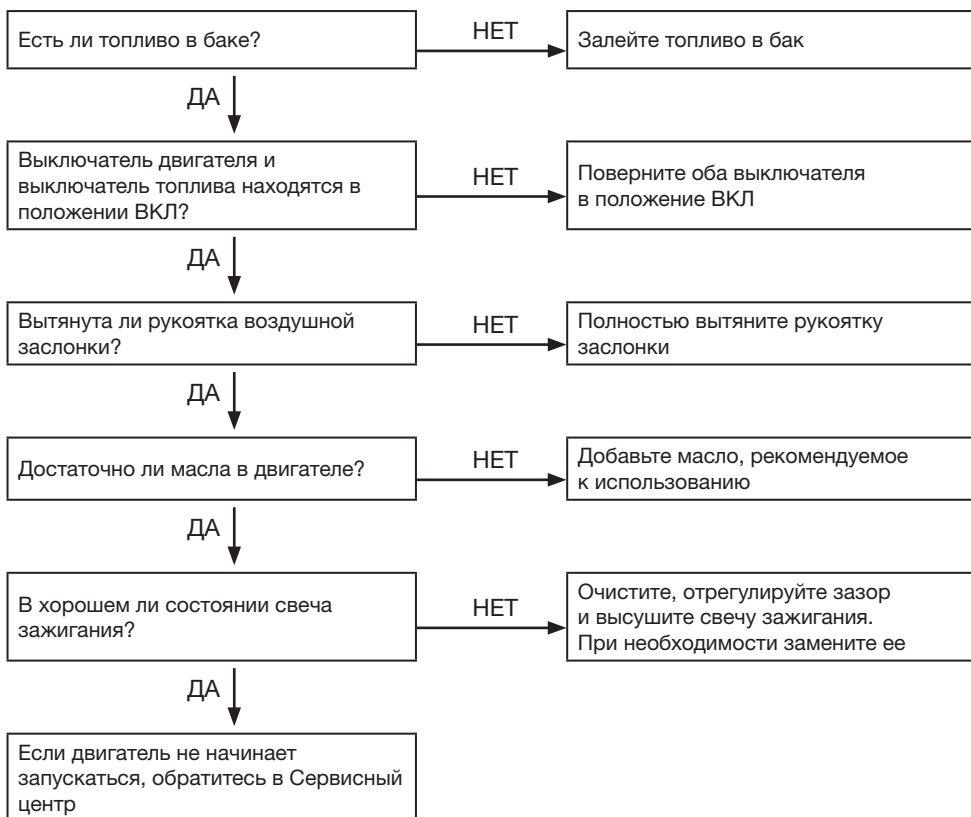 Есть ли топливо в баке?
НЕТ
Залейте топливо в бак
ДА
Выключатель двигателя и
выключатель топлива находятся в
положении ВКЛ?
НЕТ
Поверните оба выключателя
в положение ВКЛ
ДА
Вытянута ли рукоятка воздушной
заслонки?
НЕТ
Полностью вытяните рукоятку
заслонки
ДА
Достаточно ли масла в двигателе?
НЕТ
Добавьте масло, рекомендуемое
к использованию
ДА
В хорошем ли состоянии свеча
зажигания?
НЕТ
Очистите, отрегулируйте зазор
и высушите свечу зажигания.
При необходимости замените ее
ДА
Если двигатель не начинает
запускаться, обратитесь в Сервисный
центр